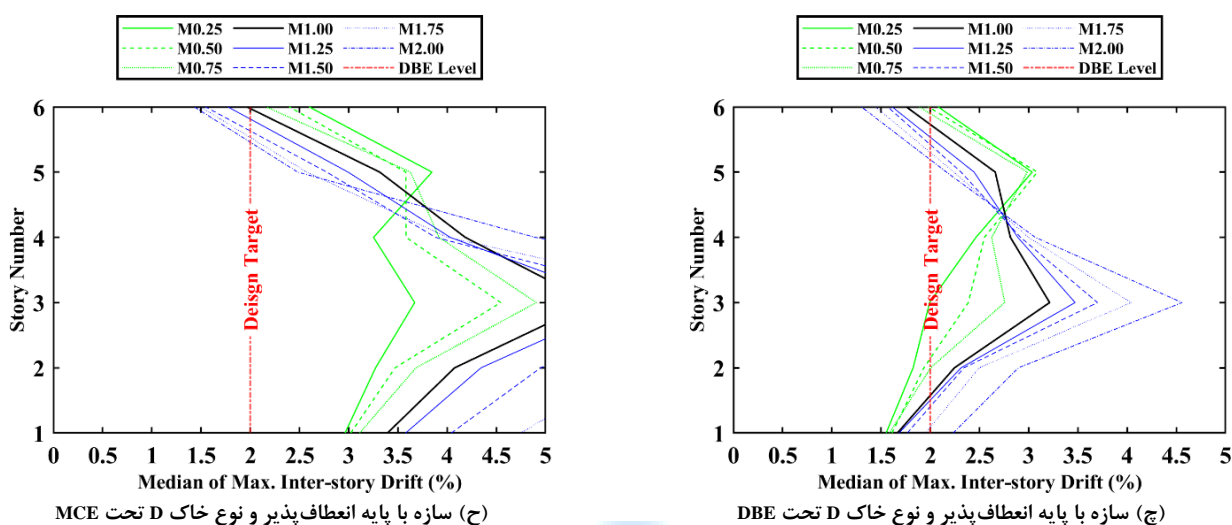 M0.25 M1.00 M1.75
M0.50 M1.25 M2.00
M0.75 M1.50 DBE Level
6
5
4
3
2
1
Story Number
Deisgn Target
0 0.5 1 1.5 2 2.5 3 3.5 4 4.5 5
Median of Max. Inter-story Drift (%)
(ح) سازه با پایه انعطاف‌پذیر و نوع خاک D تحت MCE
M0.25 M1.00 M1.75
M0.50 M1.25 M2.00
M0.75 M1.50 DBE Level
6
5
4
3
2
1
Story Number
Deisgn Target
0 0.5 1 1.5 2 2.5 3 3.5 4 4.5 5
Median of Max. Inter-story Drift (%)
(چ) سازه با پایه انعطاف‌پذیر و نوع خاک D تحت DBE